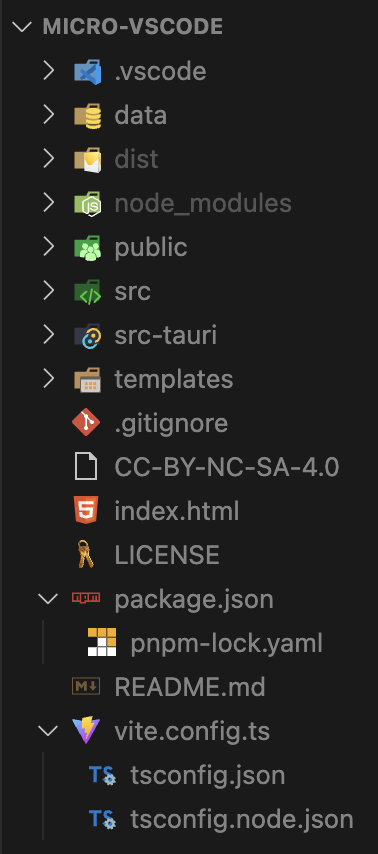 MICRO-VSCODE
.vscode
data
dist
node_modules
public
src
src-tauri
templates
.gitignore
CC-BY-NC-SA-4.0
index.html
LICENSE
package.json
pnpm-lock.yaml
README.md
vite.config.ts
tsconfig.json
tsconfig.node.json